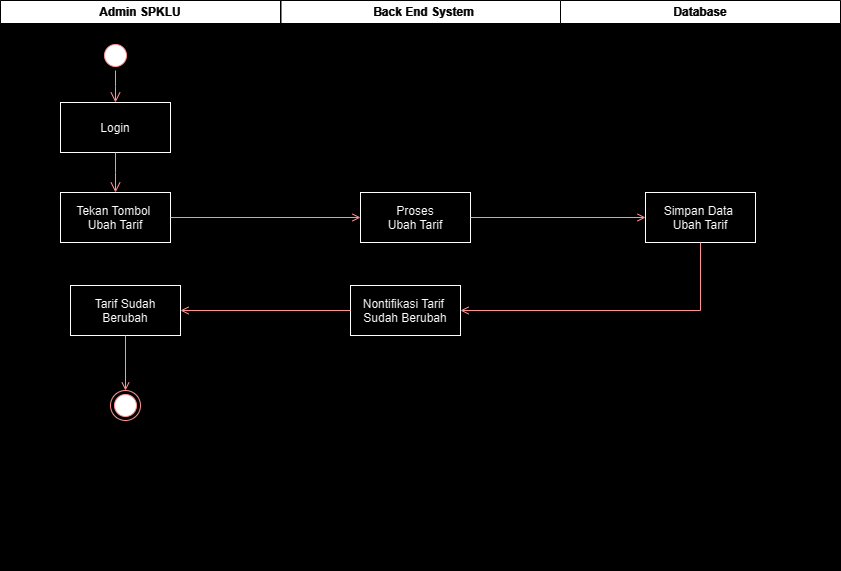 Admin SPKLU
Back End System
Database
Login
Tekan Tombol
Ubah Tarif
Proses
Ubah Tarif
Simpan Data
Ubah Tarif
Tarif Sudah
Berubah
Nontifikasi Tarif
Sudah Berubah